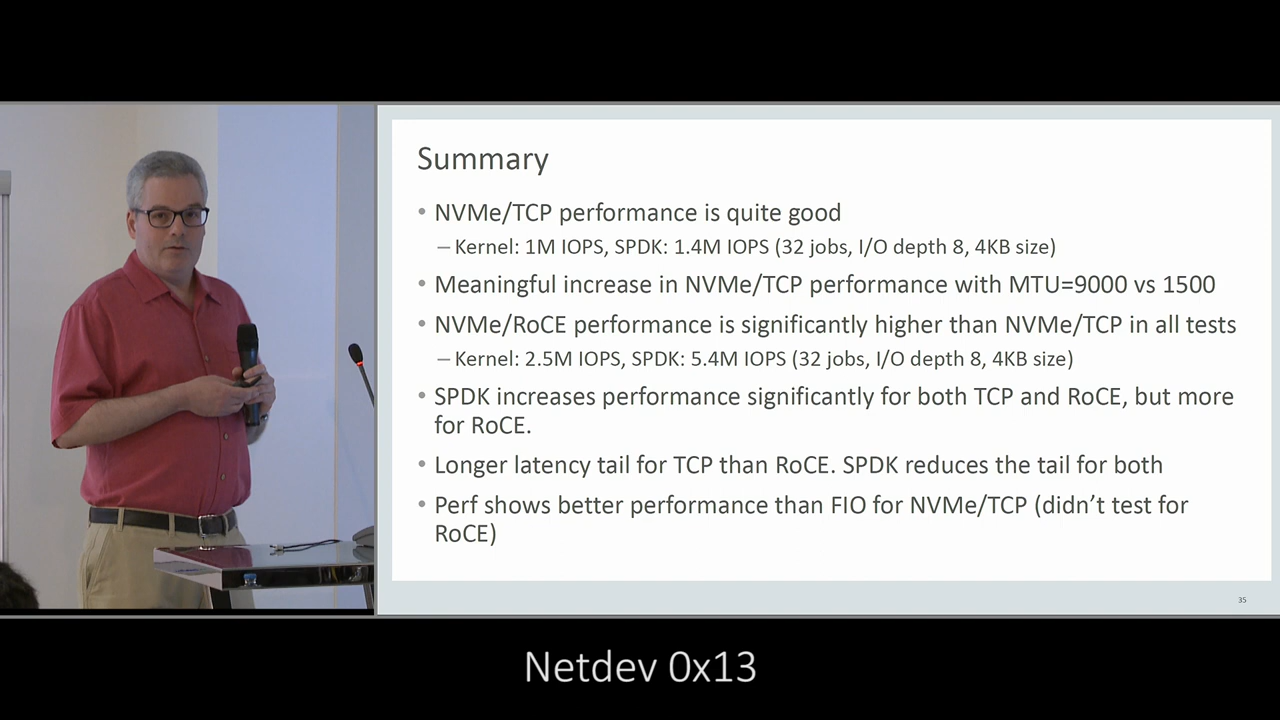 Summary
• NVMe/TCP performance is quite good
– Kernel: 1M IOPS, SPDK: 1.4M IOPS (32 jobs, I/O depth 8, 4KB size)
• Meaningful increase in NVMe/TCP performance with MTU=9000 vs 1500
• NVMe/RoCE performance is significantly higher than NVMe/TCP in all tests
– Kernel: 2.5M IOPS, SPDK: 5.4M IOPS (32 jobs, I/O depth 8, 4KB size)
• SPDK increases performance significantly for both TCP and RoCE, but more
for RoCE.
• Longer latency tail for TCP than RoCE. SPDK reduces the tail for both
• Perf shows better performance than FIO for NVMe/TCP (didn’t test for
RoCE)
35
Netdev 0x13